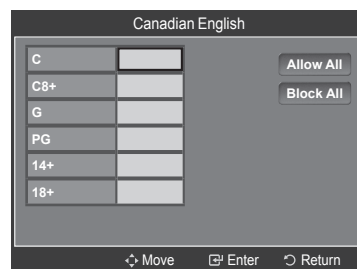 Canadian English
C
Allow All
C8+
Block All
G
PG
14+
18+
Move Enter Return